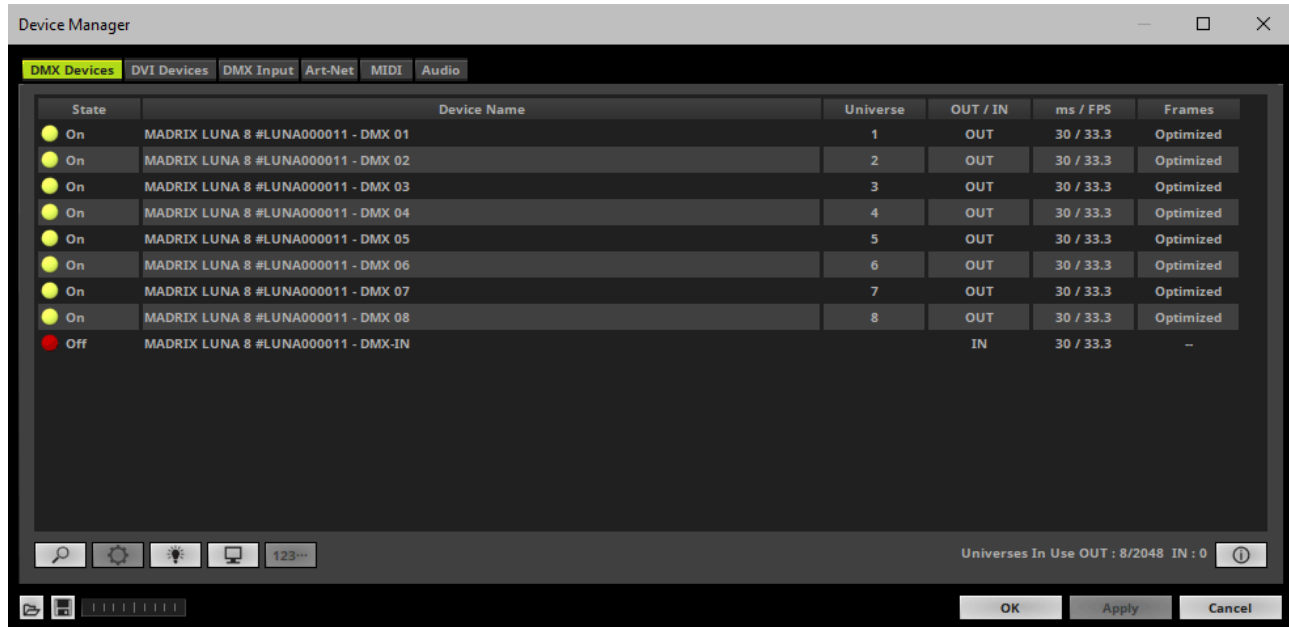 Device Manager
DMX Devices DVI Devices DMX Input Art-Net MIDI Audio
State Device Name Universe OUT / IN ms / FPS Frames
On MADRIX LUNA 8 #LUNA000011 - DMX 01 1 OUT 30 / 33.3 Optimized
On MADRIX LUNA 8 #LUNA000011 - DMX 02 2 OUT 30 / 33.3 Optimized
On MADRIX LUNA 8 #LUNA000011 - DMX 03 3 OUT 30 / 33.3 Optimized
On MADRIX LUNA 8 #LUNA000011 - DMX 04 4 OUT 30 / 33.3 Optimized
On MADRIX LUNA 8 #LUNA000011 - DMX 05 5 OUT 30 / 33.3 Optimized
On MADRIX LUNA 8 #LUNA000011 - DMX 06 6 OUT 30 / 33.3 Optimized
On MADRIX LUNA 8 #LUNA000011 - DMX 07 7 OUT 30 / 33.3 Optimized
On MADRIX LUNA 8 #LUNA000011 - DMX 08 8 OUT 30 / 33.3 Optimized
Off MADRIX LUNA 8 #LUNA000011 - DMX-IN IN 30 / 33.3 --
123... Universes In Use OUT : 8/2048 IN : 0
OK Apply Cancel